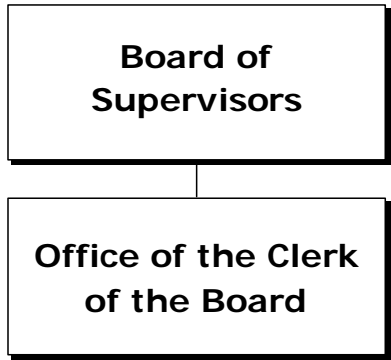 Board of
Supervisors
Office of the Clerk
of the Board